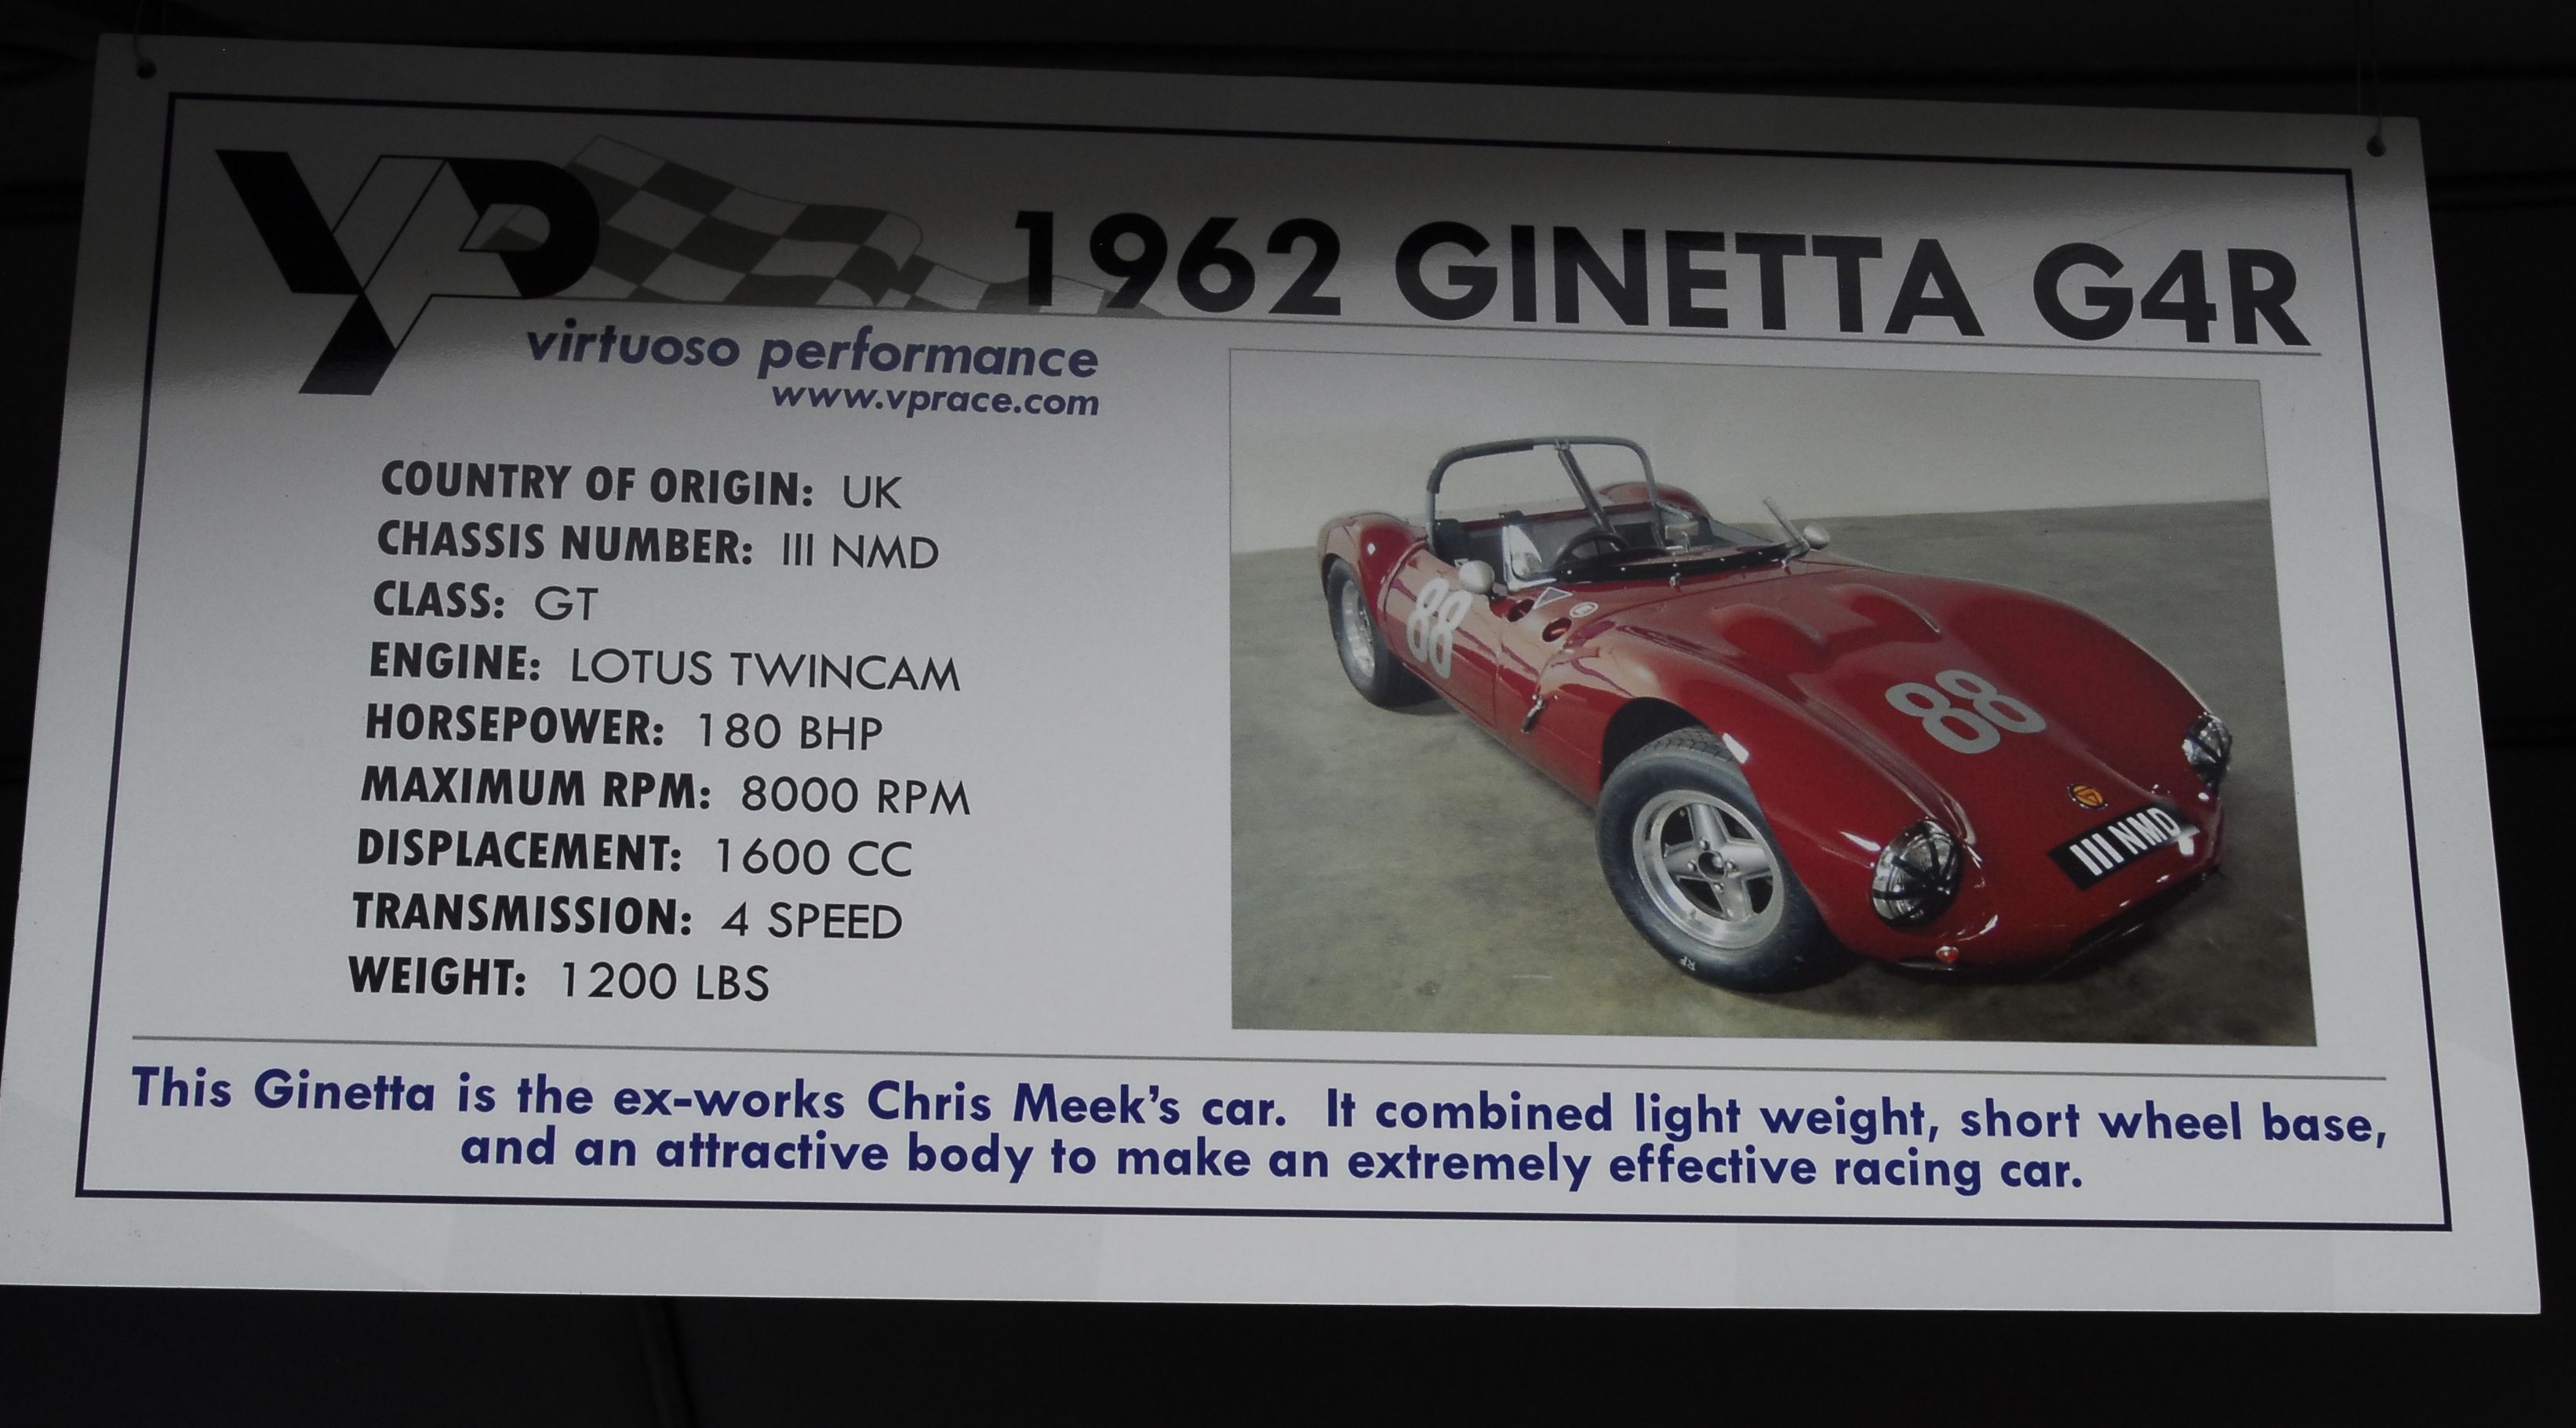 VP
1962 GINETTA G4R
virtuoso performance
www.vprace.com
COUNTRY OF ORIGIN: UK
CHASSIS NUMBER: III NMD
CLASS: GT
ENGINE: LOTUS TWINCAM
HORSEPOWER: 180 BHP
MAXIMUM RPM: 8000 RPM
DISPLACEMENT: 1600 CC
TRANSMISSION: 4 SPEED
WEIGHT: 1200 LBS
88
88
III NMD
This Ginetta is the ex-works Chris Meek's car. It combined light weight, short wheel base,
and an attractive body to make an extremely effective racing car.